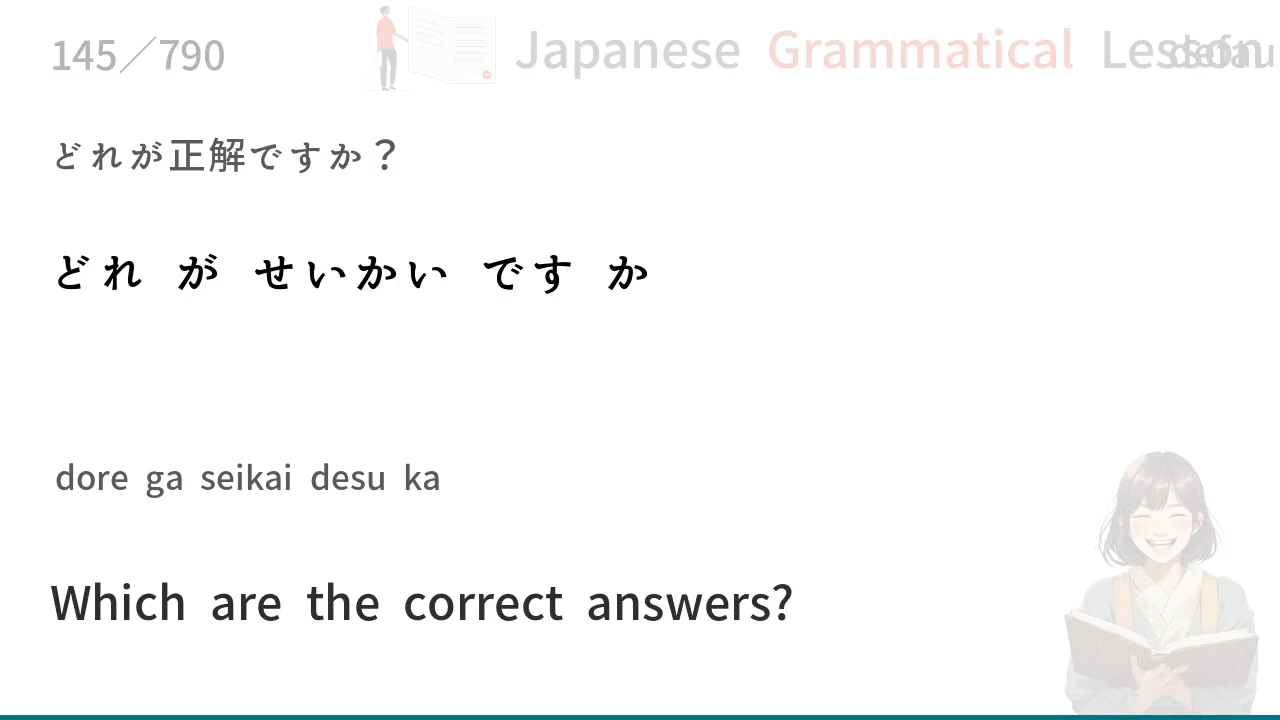 145／790
Japanese Grammatical Lesson
どれが正解ですか？
どれ が せいかい です か
dore ga seikai desu ka
Which are the correct answers?